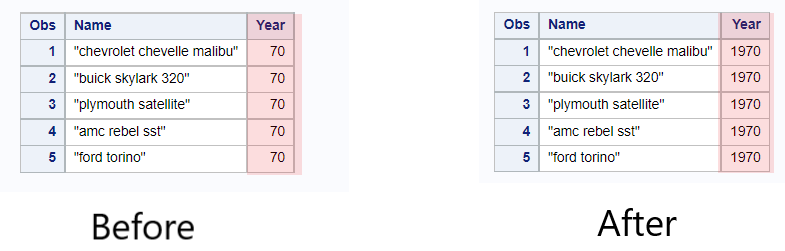 Obs Name Year
1 "chevrolet chevelle malibu" 70
2 "buick skylark 320" 70
3 "plymouth satellite" 70
4 "amc rebel sst" 70
5 "ford torino" 70
Before
Obs Name Year
1 "chevrolet chevelle malibu" 1970
2 "buick skylark 320" 1970
3 "plymouth satellite" 1970
4 "amc rebel sst" 1970
5 "ford torino" 1970
After